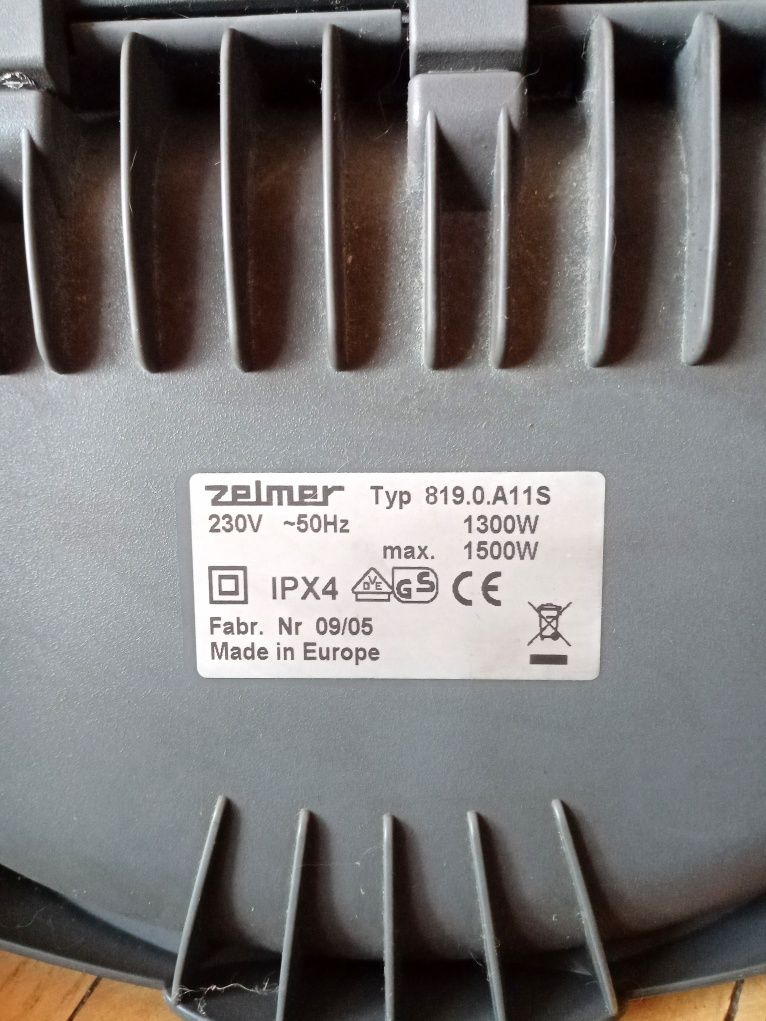 zelmer Typ 819.0.A11S
230V ~50Hz 1300W
max. 1500W
IPX4 DVE GS CE
Fabr. Nr 09/05
Made in Europe